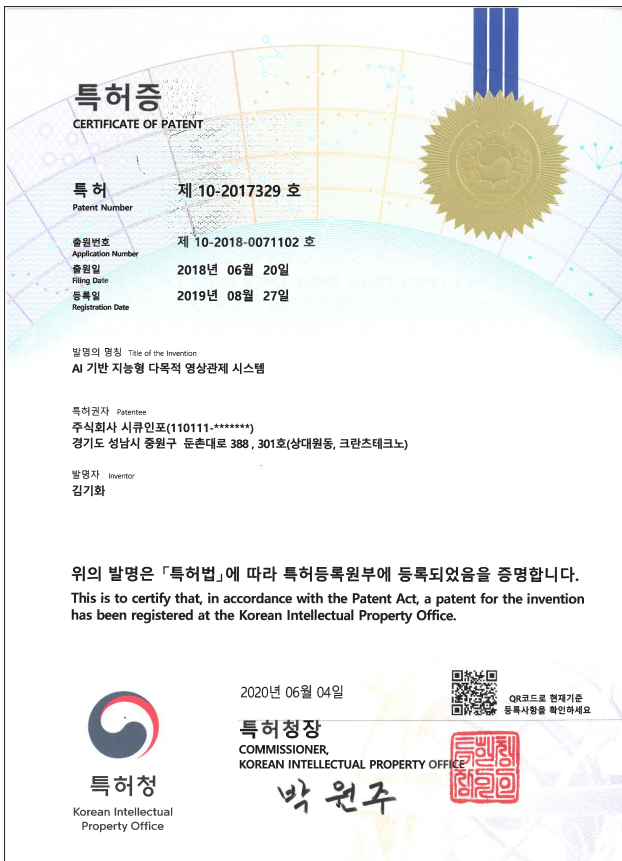 특허증
CERTIFICATE OF PATENT
특 허 제 10-2017329 호
Patent Number
출원번호 제 10-2018-0071102 호
Application Number
출원일 2018년 06월 20일
Filing Date
등록일 2019년 08월 27일
Registration Date
발명의 명칭 Title of the Invention
AI 기반 지능형 다목적 영상관제 시스템
특허권자 Patentee
주식회사 시큐인포(110111-*******)
경기도 성남시 중원구 둔촌대로 388 , 301호(상대원동, 크란츠테크노)
발명자 Inventor
김기화
위의 발명은 「특허법」에 따라 특허등록원부에 등록되었음을 증명합니다.
This is to certify that, in accordance with the Patent Act, a patent for the invention
has been registered at the Korean Intellectual Property Office.
2020년 06월 04일
QR코드로 현재기준
등록사항을 확인하세요
특허청장
COMMISSIONER,
KOREAN INTELLECTUAL PROPERTY OFFICE
박원주
특허청
Korean Intellectual
Property Office